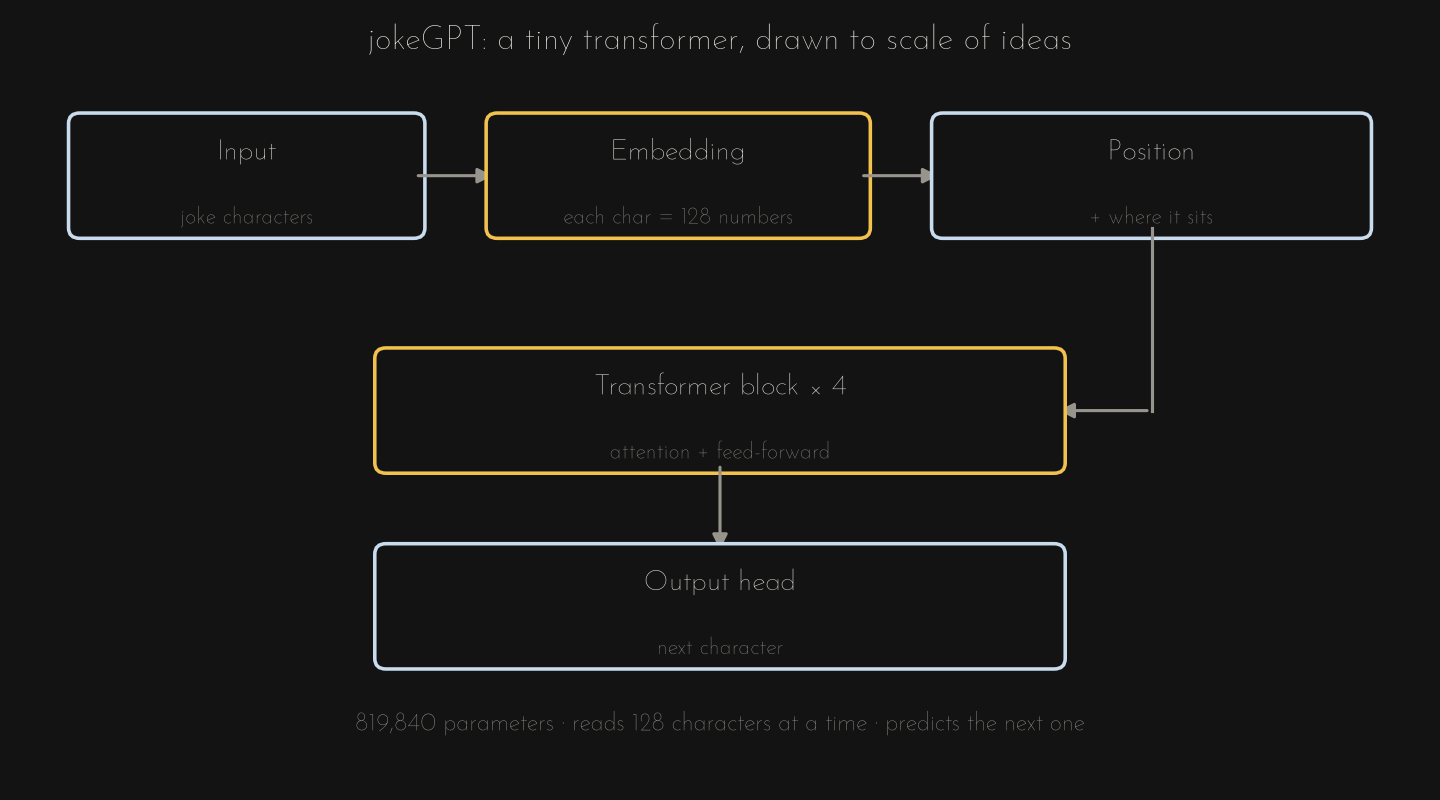 jokeGPT: a tiny transformer, drawn to scale of ideas
Input
joke characters
Embedding
each char = 128 numbers
Position
+ where it sits
Transformer block × 4
attention + feed-forward
Output head
next character
819,840 parameters · reads 128 characters at a time · predicts the next one